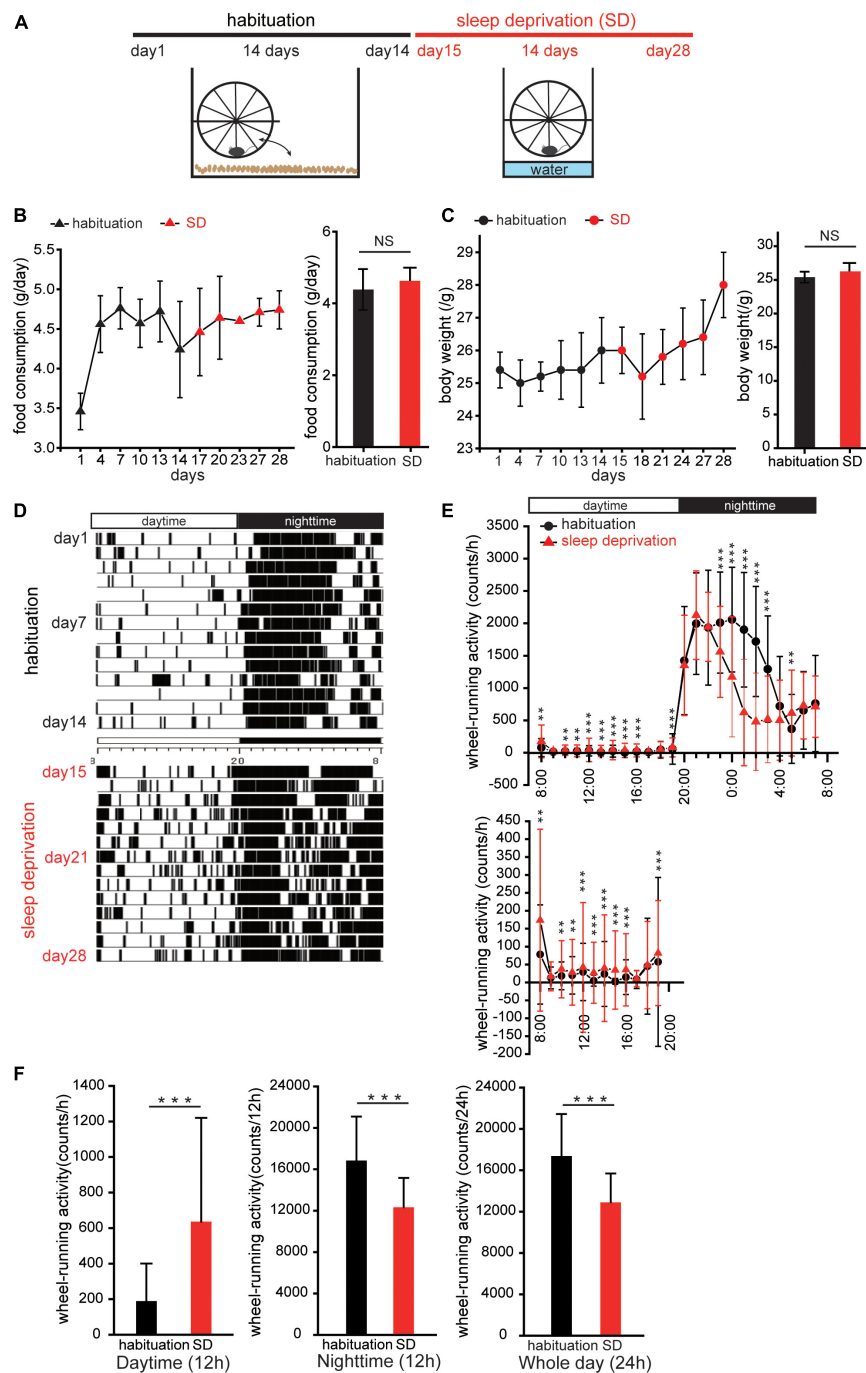 A
habituation
sleep deprivation (SD)
day1
14 days
day14
day15
14 days
day28
water
B
habituation
SD
food consumption (g/day)
5.5
5.0
4.5
4.0
3.5
3.0
1 4 7 10 13 14 17 20 23 27 28
days
food consumption (g/day)
NS
6
4
2
0
habituation SD
C
habituation
SD
body weight (/g)
29
28
27
26
25
24
23
1 4 7 10 13 14 15 18 21 24 27 28
days
body weight(/g)
NS
30
25
20
15
10
5
0
habituation SD
D
daytime
nighttime
habituation
day1
day7
day14
8 20 8
sleep deprivation
day15
day21
day28
E
daytime
nighttime
habituation
sleep deprivation
wheel-running activity (counts/h)
3500
3000
2500
2000
1500
1000
500
0
-500
** ** ** *** *** *** *** *** *** *** *** *** *** *** **
8:00 12:00 16:00 20:00 0:00 4:00 8:00
wheel-running activity (counts/h)
450
400
350
300
250
200
150
100
50
0
-50
-100
-150
-200
** ** ** *** *** *** *** *** ***
8:00 12:00 16:00 20:00
F
wheel-running activity(counts/h)
1400
1200
1000
800
600
400
200
0
* * *
habituation SD
Daytime (12h)
wheel-running activity(counts/12h)
24000
20000
16000
12000
8000
4000
0
* * *
habituation SD
Nighttime (12h)
wheel-running activity (counts/24h)
24000
20000
16000
12000
8000
4000
0
* * *
habituation SD
Whole day (24h)